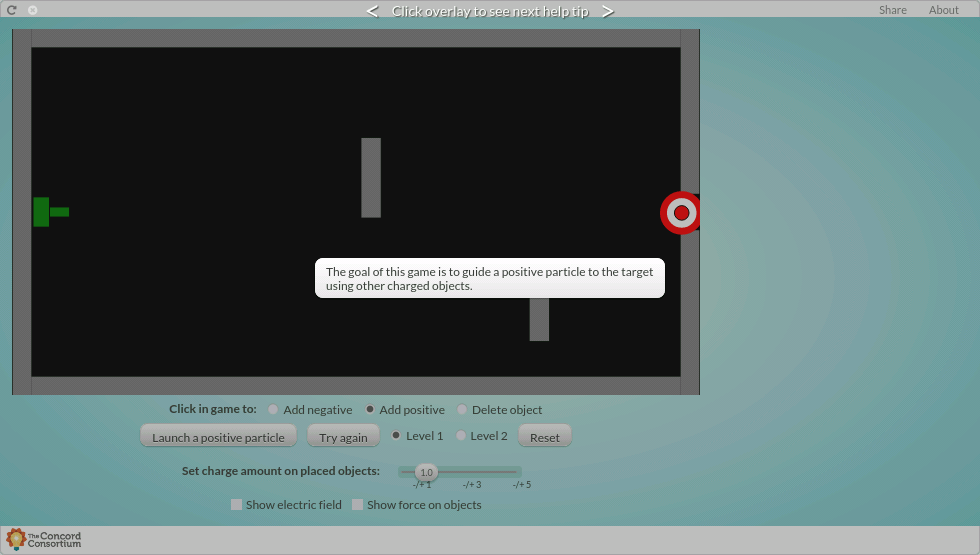 < Click overlay to see next help tip > Share About
The goal of this game is to guide a positive particle to the target
using other charged objects.
Click in game to: Add negative Add positive Delete object
Launch a positive particle Try again Level 1 Level 2 Reset
Set charge amount on placed objects: 1.0
-/+ 1 -/+ 3 -/+ 5
Show electric field Show force on objects
The Concord
Consortium